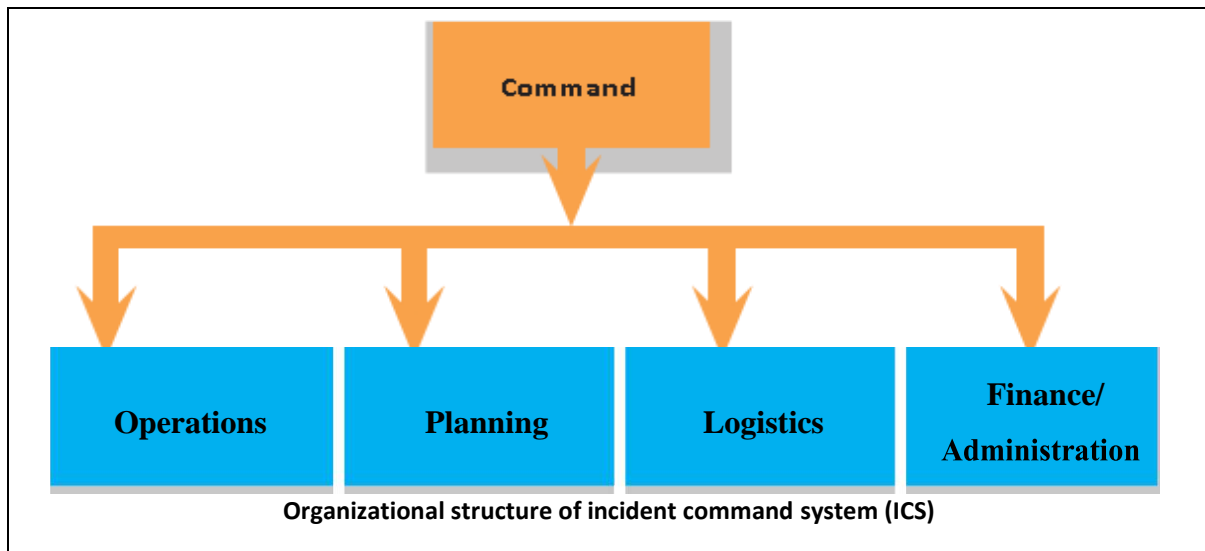 Command
Operations
Planning
Logistics
Finance/
Administration
Organizational structure of incident command system (ICS)